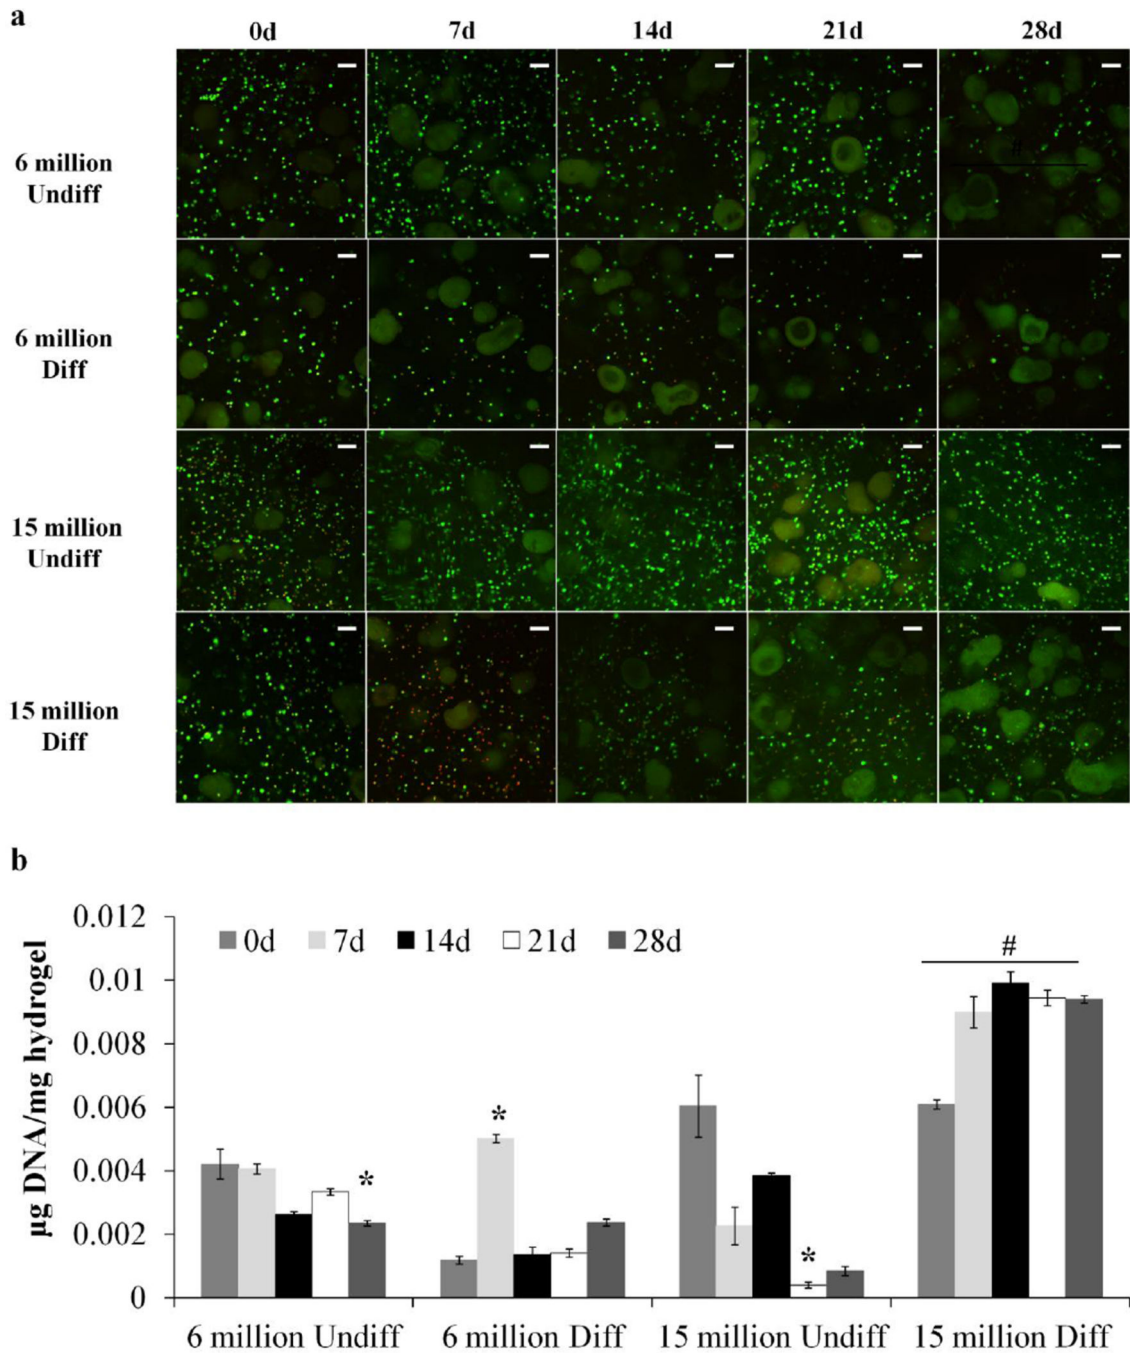 a
0d 7d 14d 21d 28d
6 million
Undiff
#
6 million
Diff
15 million
Undiff
15 million
Diff
b
µg DNA/mg hydrogel
0.012
0.01
0.008
0.006
0.004
0.002
0
0d 7d 14d 21d 28d
*
*
*
#
6 million Undiff 6 million Diff 15 million Undiff 15 million Diff